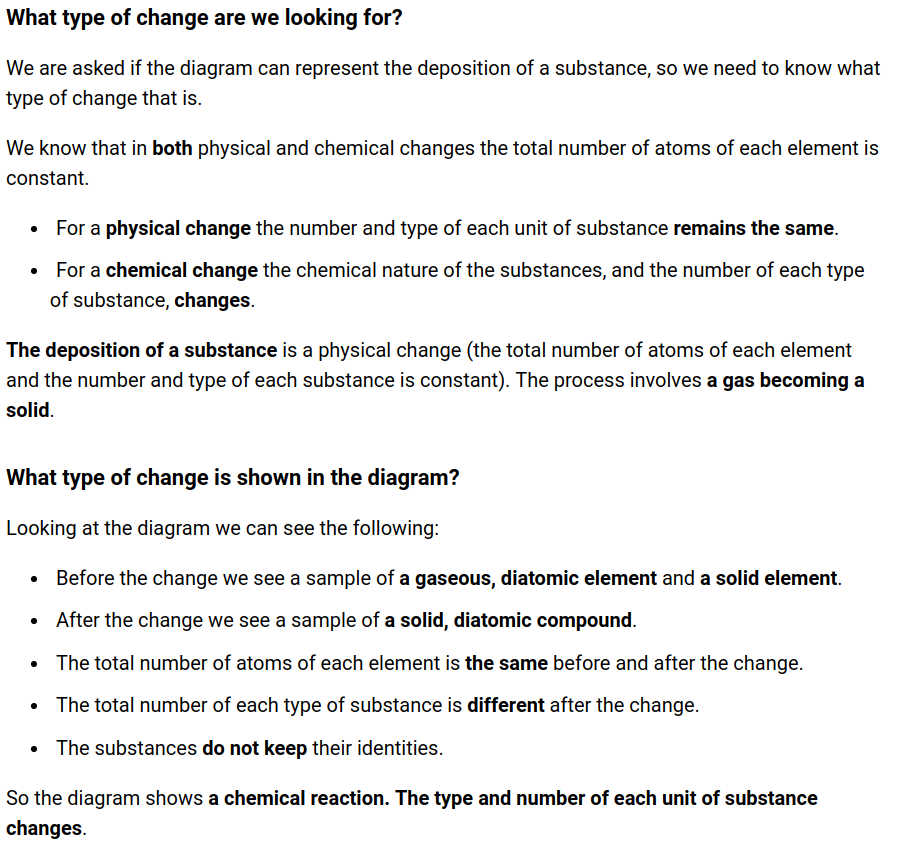 What type of change are we looking for?
We are asked if the diagram can represent the deposition of a substance, so we need to know what
type of change that is.
We know that in both physical and chemical changes the total number of atoms of each element is
constant.
• For a physical change the number and type of each unit of substance remains the same.
• For a chemical change the chemical nature of the substances, and the number of each type
of substance, changes.
The deposition of a substance is a physical change (the total number of atoms of each element
and the number and type of each substance is constant). The process involves a gas becoming a
solid.
What type of change is shown in the diagram?
Looking at the diagram we can see the following:
• Before the change we see a sample of a gaseous, diatomic element and a solid element.
• After the change we see a sample of a solid, diatomic compound.
• The total number of atoms of each element is the same before and after the change.
• The total number of each type of substance is different after the change.
• The substances do not keep their identities.
So the diagram shows a chemical reaction. The type and number of each unit of substance
changes.